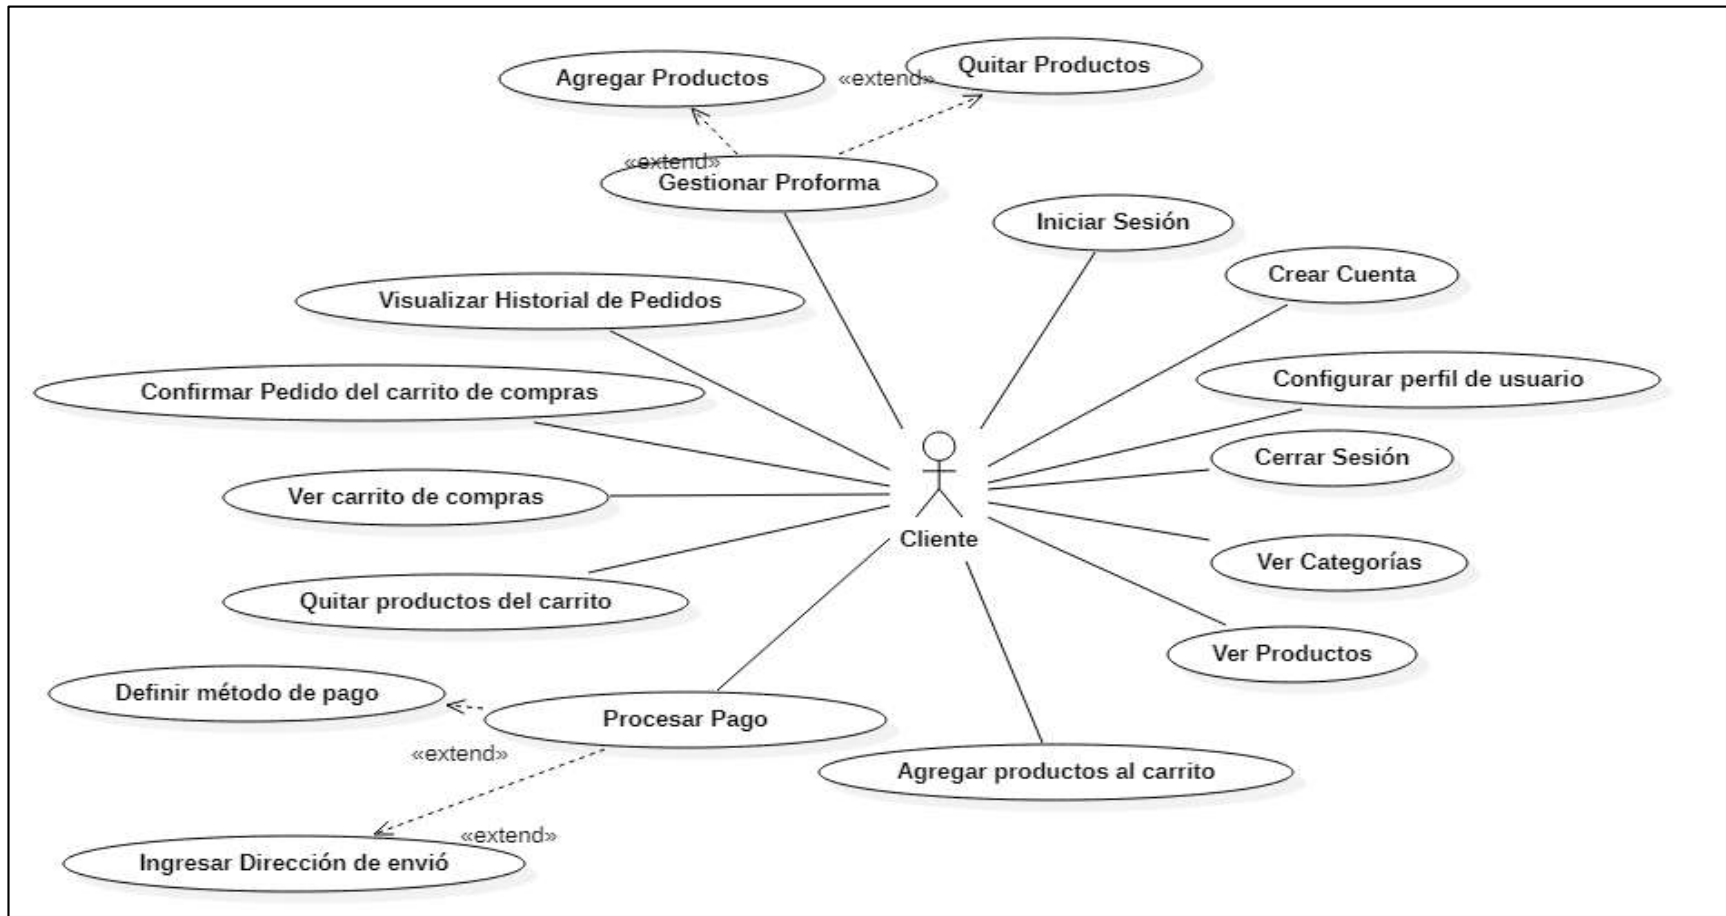 Quitar Productos
Agregar Productos
«extend»
«extend»
Gestionar Proforma
Iniciar Sesión
Crear Cuenta
Visualizar Historial de Pedidos
Configurar perfil de usuario
Confirmar Pedido del carrito de compras
Cerrar Sesión
Ver carrito de compras
Cliente
Ver Categorías
Quitar productos del carrito
Ver Productos
Definir método de pago
Procesar Pago
«extend»
Agregar productos al carrito
«extend»
Ingresar Dirección de envió